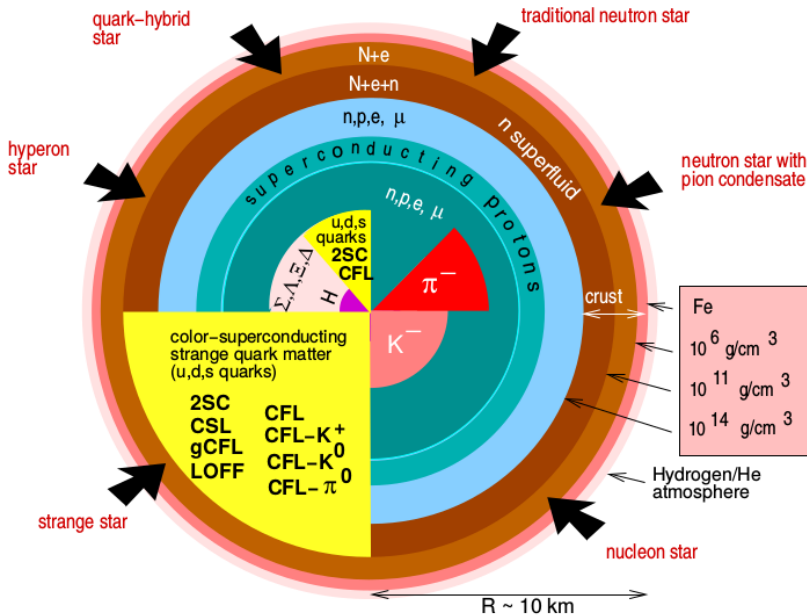 quark–hybrid
star
traditional neutron star
N+e
N+e+n
n,p,e, μ
n superfluid
hyperon
star
neutron star with
pion condensate
superconducting protons
n,p,e, μ
u,d,s
quarks
2SC
CFL
Σ,Λ,Ξ,Δ
H
π⁻
K⁻
crust
Fe
10⁶ g/cm³
10¹¹ g/cm³
10¹⁴ g/cm³
color–superconducting
strange quark matter
(u,d,s quarks)
2SC
CSL
gCFL
LOFF
CFL
CFL–K⁺
CFL–K⁰
CFL–π⁰
Hydrogen/He
atmosphere
strange star
nucleon star
R ~ 10 km